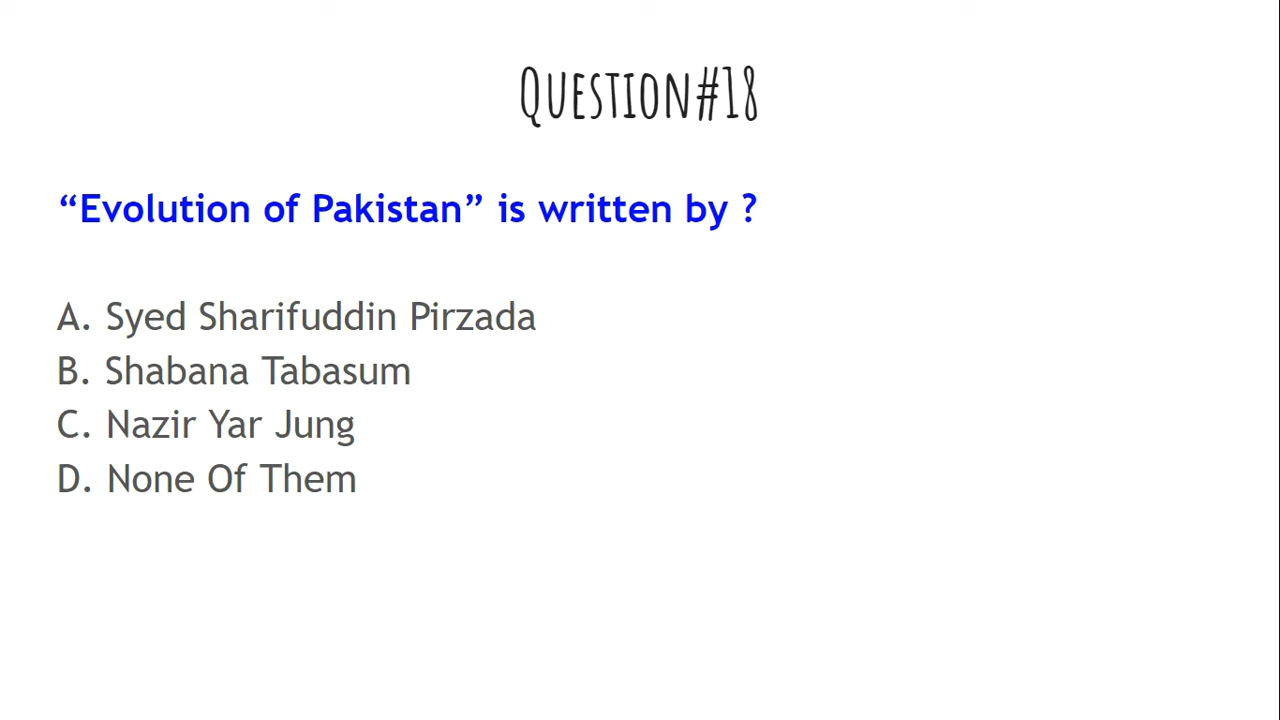 Question#18
“Evolution of Pakistan” is written by ?
A. Syed Sharifuddin Pirzada
B. Shabana Tabasum
C. Nazir Yar Jung
D. None Of Them